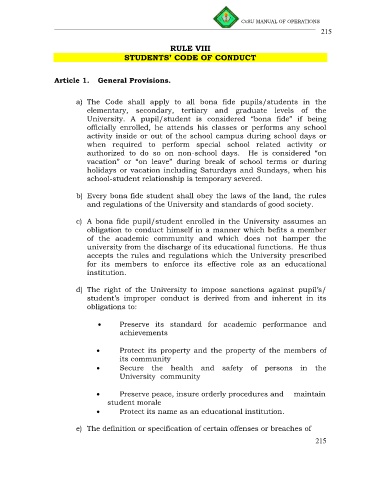 CvSU MANUAL OF OPERATIONS
215
RULE VIII
STUDENTS' CODE OF CONDUCT
Article 1. General Provisions.
a) The Code shall apply to all bona fide pupils/students in the
elementary, secondary, tertiary and graduate levels of the
University. A pupil/student is considered "bona fide" if being
officially enrolled, he attends his classes or performs any school
activity inside or out of the school campus during school days or
when required to perform special school related activity or
authorized to do so on non-school days. He is considered "on
vacation" or "on leave" during break of school terms or during
holidays or vacation including Saturdays and Sundays, when his
school-student relationship is temporary severed.
b) Every bona fide student shall obey the laws of the land, the rules
and regulations of the University and standards of good society.
c) A bona fide pupil/student enrolled in the University assumes an
obligation to conduct himself in a manner which befits a member
of the academic community and which does not hamper the
university from the discharge of its educational functions. He thus
accepts the rules and regulations which the University prescribed
for its members to enforce its effective role as an educational
institution.
d) The right of the University to impose sanctions against pupil's/
student's improper conduct is derived from and inherent in its
obligations to:
• Preserve its standard for academic performance and
achievements
• Protect its property and the property of the members of
its community
• Secure the health and safety of persons in the
University community
• Preserve peace, insure orderly procedures and maintain
student morale
• Protect its name as an educational institution.
e) The definition or specification of certain offenses or breaches of
215